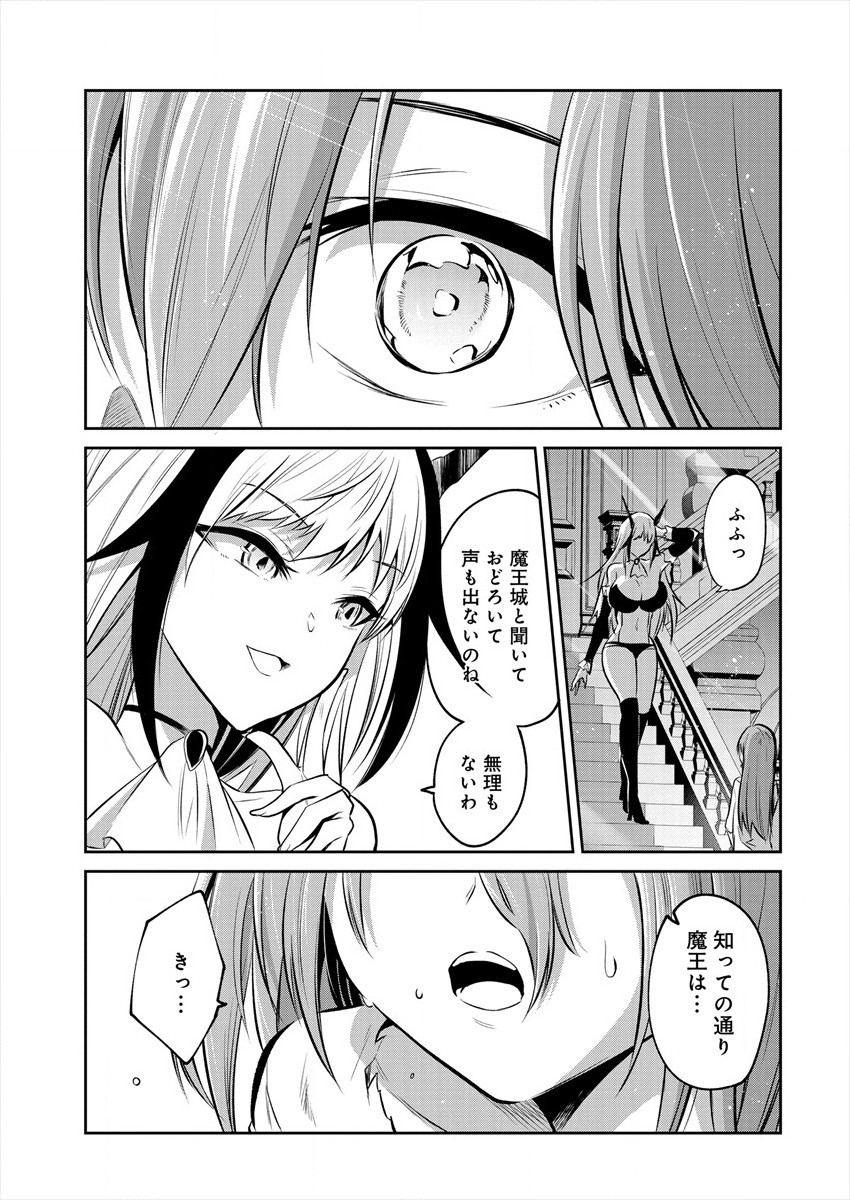 ふふっ
魔王城と聞いて
おどろいて
声も出ないのね
無理も
ないわ
知っての通り
魔王は…
きっ…